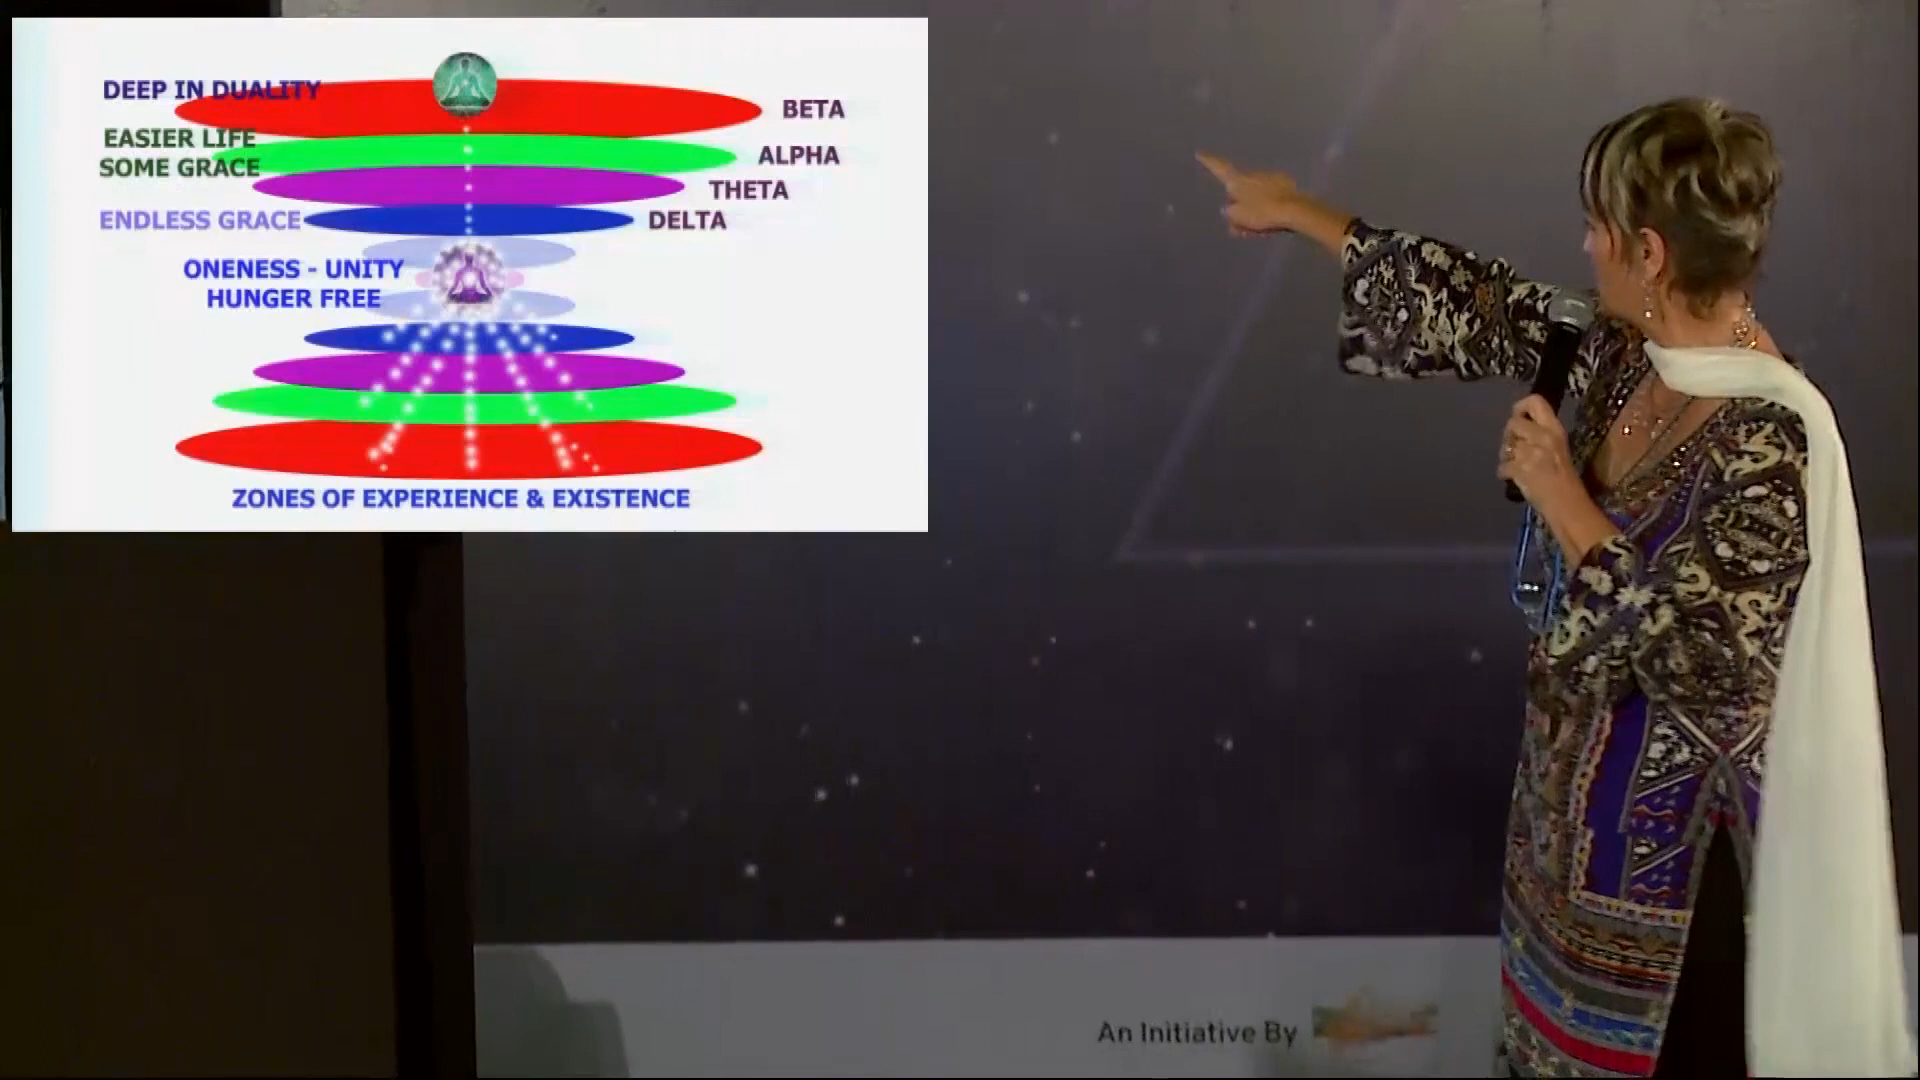 DEEP IN DUALITY
BETA
EASIER LIFE
SOME GRACE
ALPHA
THETA
ENDLESS GRACE
DELTA
ONENESS - UNITY
HUNGER FREE
ZONES OF EXPERIENCE & EXISTENCE
An Initiative By